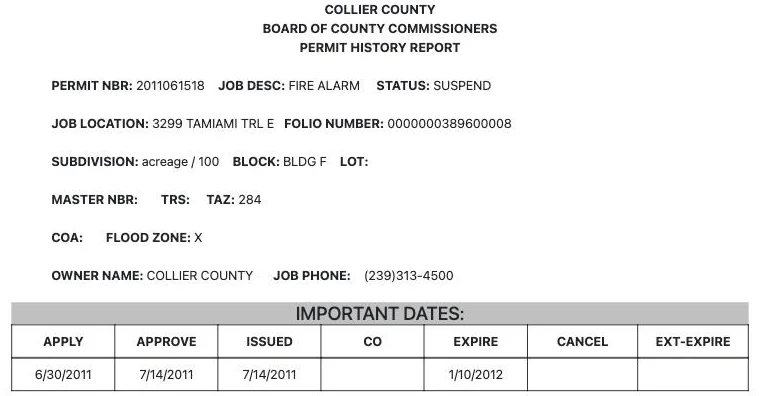 COLLIER COUNTY
BOARD OF COUNTY COMMISSIONERS
PERMIT HISTORY REPORT
PERMIT NBR: 2011061518 JOB DESC: FIRE ALARM STATUS: SUSPEND
JOB LOCATION: 3299 TAMIAMI TRL E FOLIO NUMBER: 0000000389600008
SUBDIVISION: acreage / 100 BLOCK: BLDG F LOT:
MASTER NBR: TRS: TAZ: 284
COA: FLOOD ZONE: X
OWNER NAME: COLLIER COUNTY JOB PHONE: (239)313-4500
IMPORTANT DATES:
APPLY APPROVE ISSUED CO EXPIRE CANCEL EXT-EXPIRE
6/30/2011 7/14/2011 7/14/2011 1/10/2012